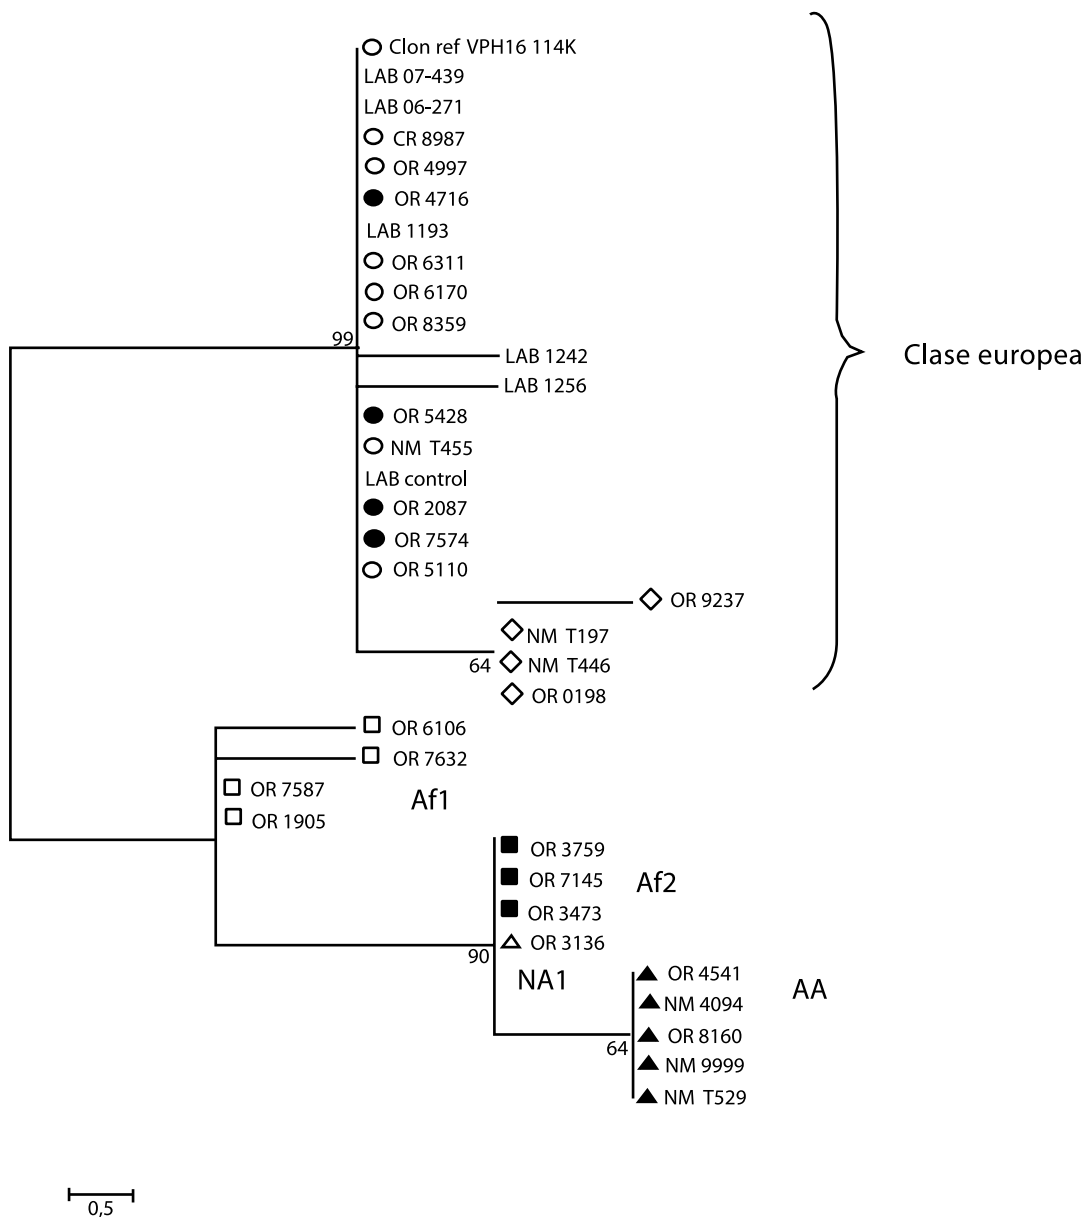 Clon ref VPH16 114K
LAB 07-439
LAB 06-271
CR 8987
OR 4997
OR 4716
LAB 1193
OR 6311
OR 6170
OR 8359
99
LAB 1242
Clase europea
LAB 1256
OR 5428
NM T455
LAB control
OR 2087
OR 7574
OR 5110
OR 9237
NM T197
64
NM T446
OR 0198
OR 6106
OR 7632
OR 7587
Af1
OR 1905
OR 3759
OR 7145
Af2
OR 3473
OR 3136
90
NA1
OR 4541
AA
NM 4094
OR 8160
64
NM 9999
NM T529
0,5